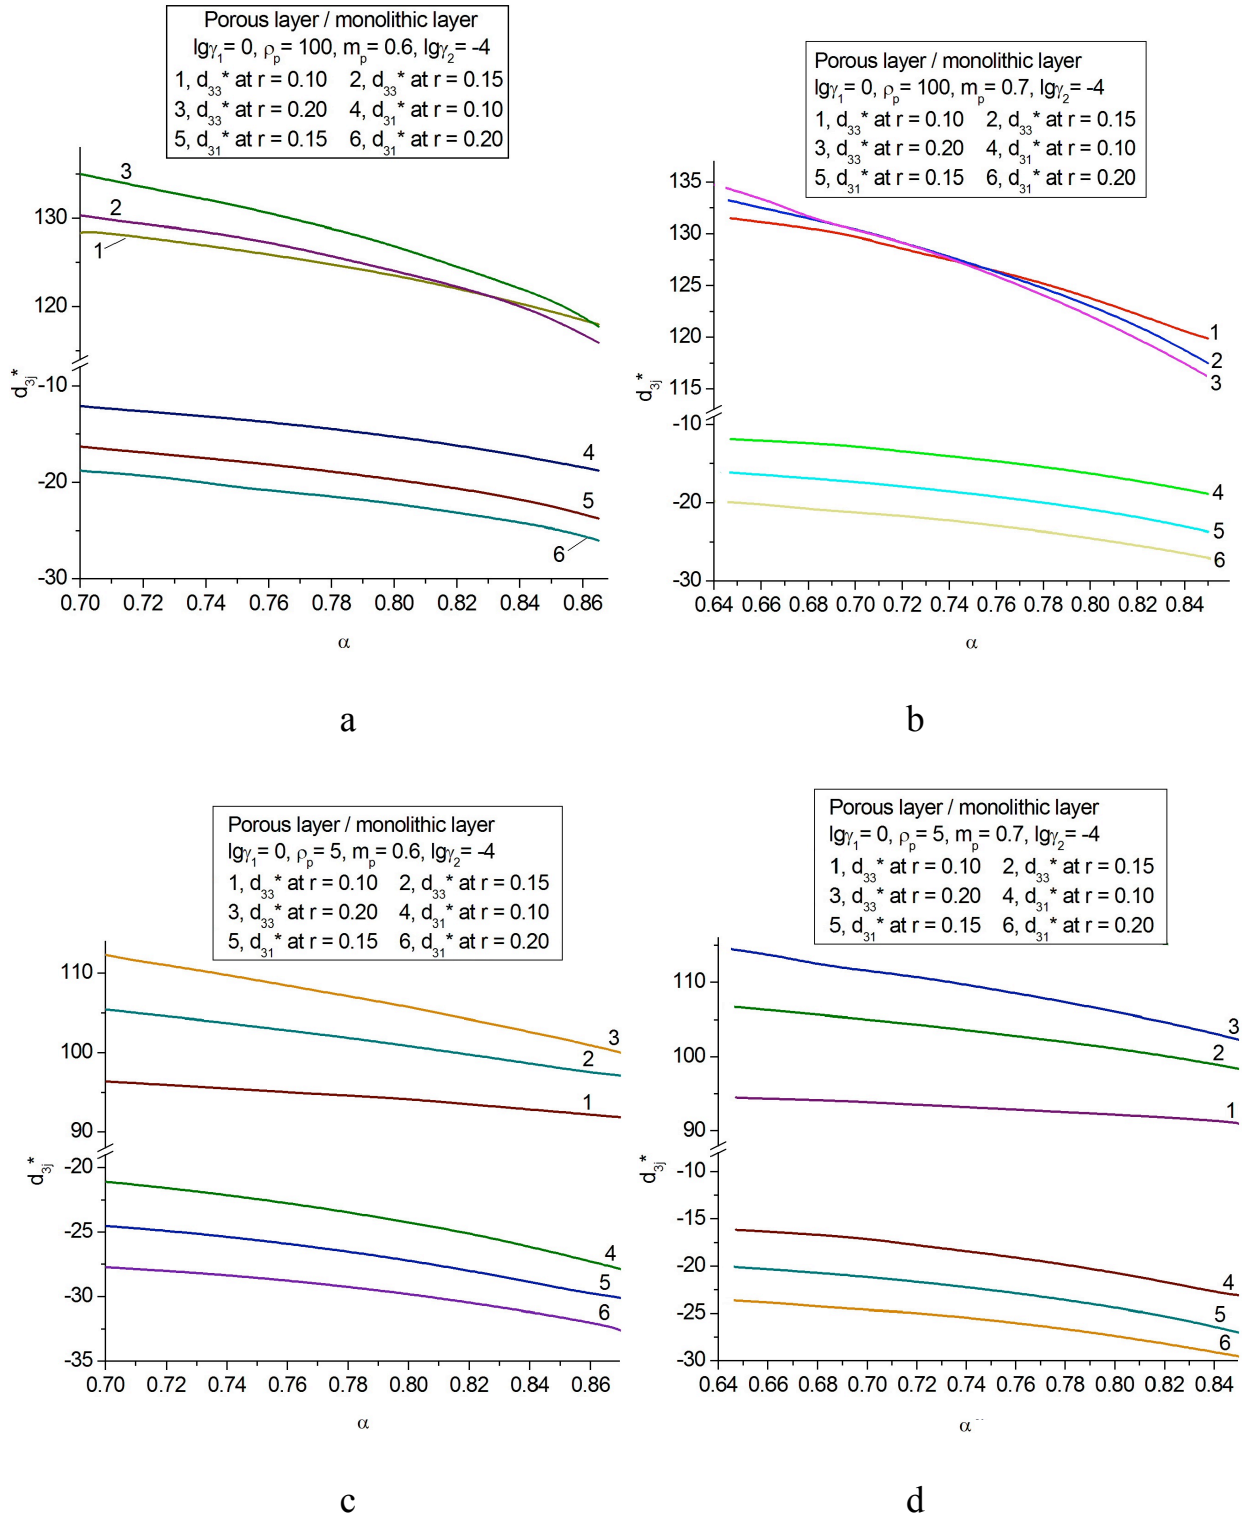 Porous layer / monolithic layer
lgγ₁= 0, ρₚ= 100, mₚ= 0.6, lgγ₂= -4
1, d₃₃* at r = 0.10 2, d₃₃* at r = 0.15
3, d₃₃* at r = 0.20 4, d₃₁* at r = 0.10
5, d₃₁* at r = 0.15 6, d₃₁* at r = 0.20
3
2
1
130
120
d₃ⱼ*
-10
-20
-30
4
5
6
0.70 0.72 0.74 0.76 0.78 0.80 0.82 0.84 0.86
α
a
Porous layer / monolithic layer
lgγ₁= 0, ρₚ= 100, mₚ= 0.7, lgγ₂= -4
1, d₃₃* at r = 0.10 2, d₃₃* at r = 0.15
3, d₃₃* at r = 0.20 4, d₃₁* at r = 0.10
5, d₃₁* at r = 0.15 6, d₃₁* at r = 0.20
135
130
125
120
115
d₃ⱼ*
-10
-20
-30
1
2
3
4
5
6
0.64 0.66 0.68 0.70 0.72 0.74 0.76 0.78 0.80 0.82 0.84
α
b
Porous layer / monolithic layer
lgγ₁= 0, ρₚ= 5, mₚ= 0.6, lgγ₂= -4
1, d₃₃* at r = 0.10 2, d₃₃* at r = 0.15
3, d₃₃* at r = 0.20 4, d₃₁* at r = 0.10
5, d₃₁* at r = 0.15 6, d₃₁* at r = 0.20
110
100
90
d₃ⱼ*
-20
-25
-30
-35
3
2
1
4
5
6
0.70 0.72 0.74 0.76 0.78 0.80 0.82 0.84 0.86
α
c
Porous layer / monolithic layer
lgγ₁= 0, ρₚ= 5, mₚ= 0.7, lgγ₂= -4
1, d₃₃* at r = 0.10 2, d₃₃* at r = 0.15
3, d₃₃* at r = 0.20 4, d₃₁* at r = 0.10
5, d₃₁* at r = 0.15 6, d₃₁* at r = 0.20
110
100
90
d₃ⱼ*
-10
-15
-20
-25
-30
3
2
1
4
5
6
0.64 0.66 0.68 0.70 0.72 0.74 0.76 0.78 0.80 0.82 0.84
α
d